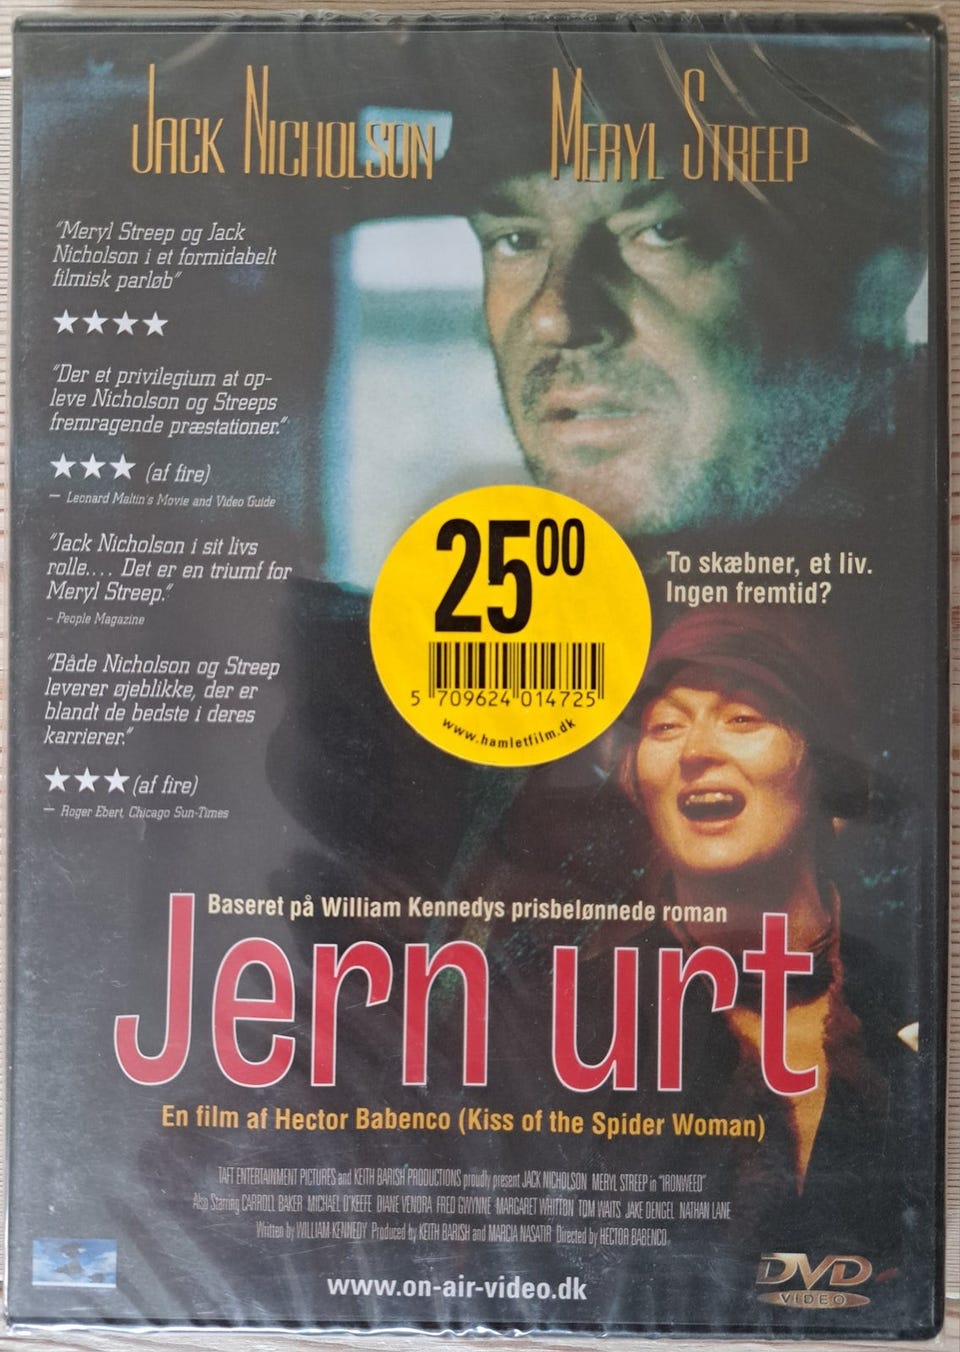 JACK NICHOLSON
MERYL STREEP
"Meryl Streep og Jack
Nicholson i et formidabelt
filmisk parløb"
"Der et privilegium at op-
leve Nicholson og Streeps
fremragende præstationer."
(af fire)
— Leonard Maltin's Movie and Video Guide
"Jack Nicholson i sit livs
rolle.... Det er en triumf for
Meryl Streep."
- People Magazine
"Både Nicholson og Streep
leverer øjeblikke, der er
blandt de bedste i deres
karrierer."
(af fire)
— Roger Ebert, Chicago Sun-Times
2500
5 709624 014725
www.hamletfilm.dk
To skæbner, et liv.
Ingen fremtid?
Baseret på William Kennedys prisbelønnede roman
Jern urt
En film af Hector Babenco (Kiss of the Spider Woman)
TAFT ENTERTAINMENT PICTURES and KEITH BARISH PRODUCTIONS proudly present JACK NICHOLSON MERYL STREEP in "IRONWEED"
Also Starring CARROLL BAKER MICHAEL O'KEEFE DIANE VENORA FRED GWYNNE MARGARET WHITTON TOM WAITS JAKE DENGEL NATHAN LANE
Written by WILLIAM KENNEDY Produced by KEITH BARISH and MARCIA NASATIR Directed by HECTOR BABENCO
www.on-air-video.dk
DVD
VIDEO